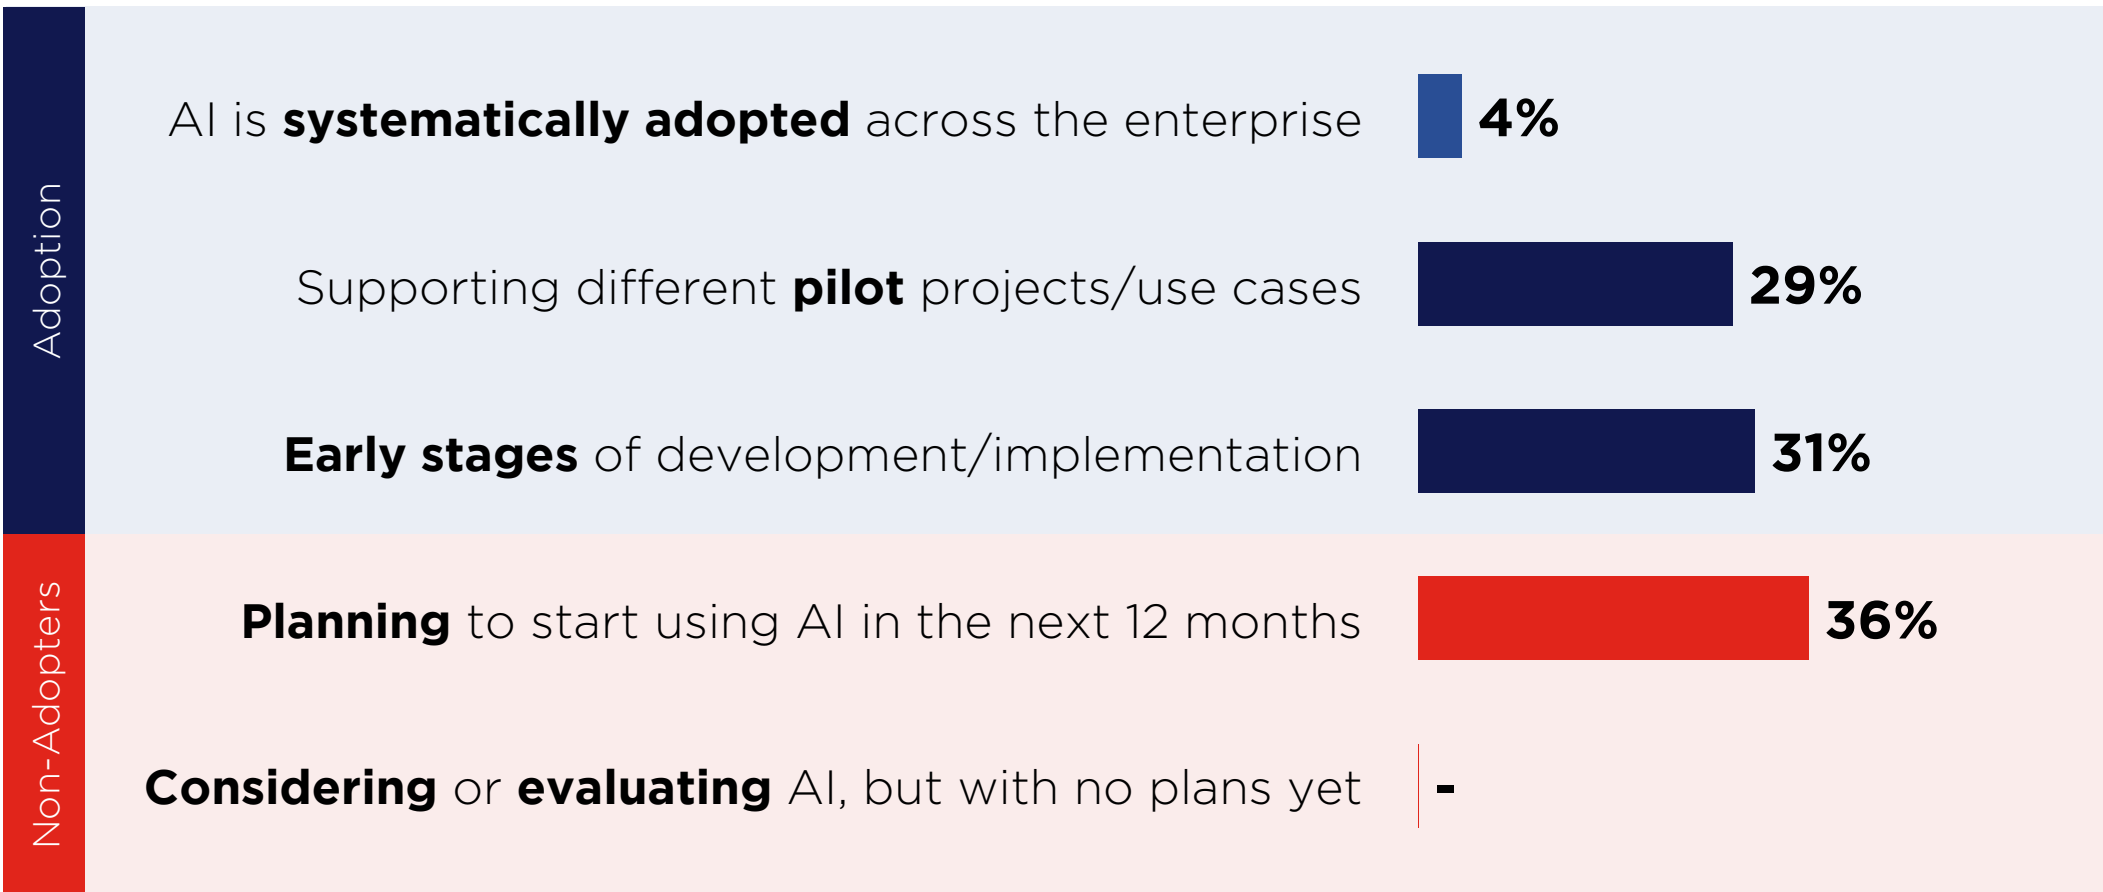 Adoption
AI is systematically adopted across the enterprise
4%
Supporting different pilot projects/use cases
29%
Early stages of development/implementation
31%
Non-Adopters
Planning to start using AI in the next 12 months
36%
Considering or evaluating AI, but with no plans yet
-